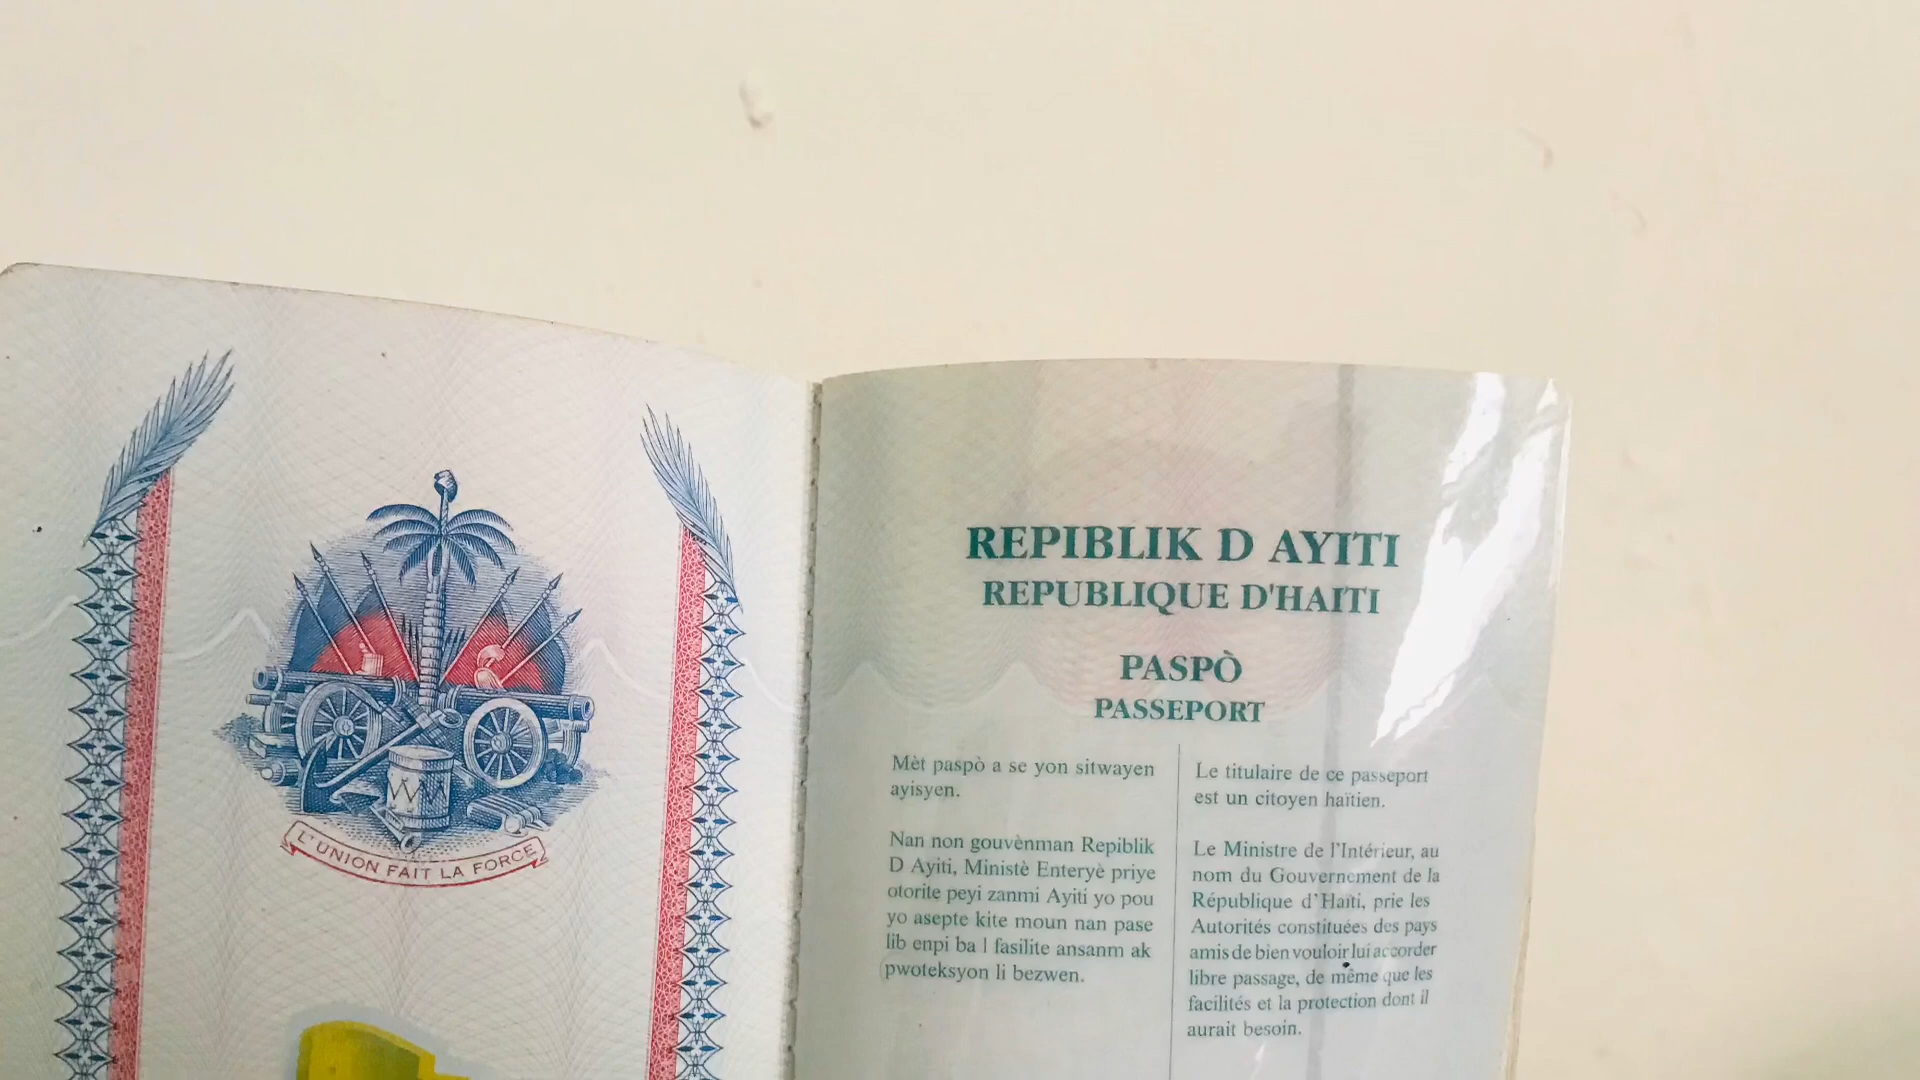 L'UNION FAIT LA FORCE
REPIBLIK D AYITI
REPUBLIQUE D'HAITI
PASPÒ
PASSEPORT
Mèt paspò a se yon sitwayen
ayisyen.
Nan non gouvènman Repiblik
D Ayiti, Ministè Enteryè priye
otorite peyi zanmi Ayiti yo pou
yo asepte kite moun nan pase
lib enpi ba l fasilite ansanm ak
pwoteksyon li bezwen.
Le titulaire de ce passeport
est un citoyen haïtien.
Le Ministre de l'Intérieur, au
nom du Gouvernement de la
République d'Haïti, prie les
Autorités constituées des pays
amis de bien vouloir lui accorder
libre passage, de même que les
facilités et la protection dont il
aurait besoin.